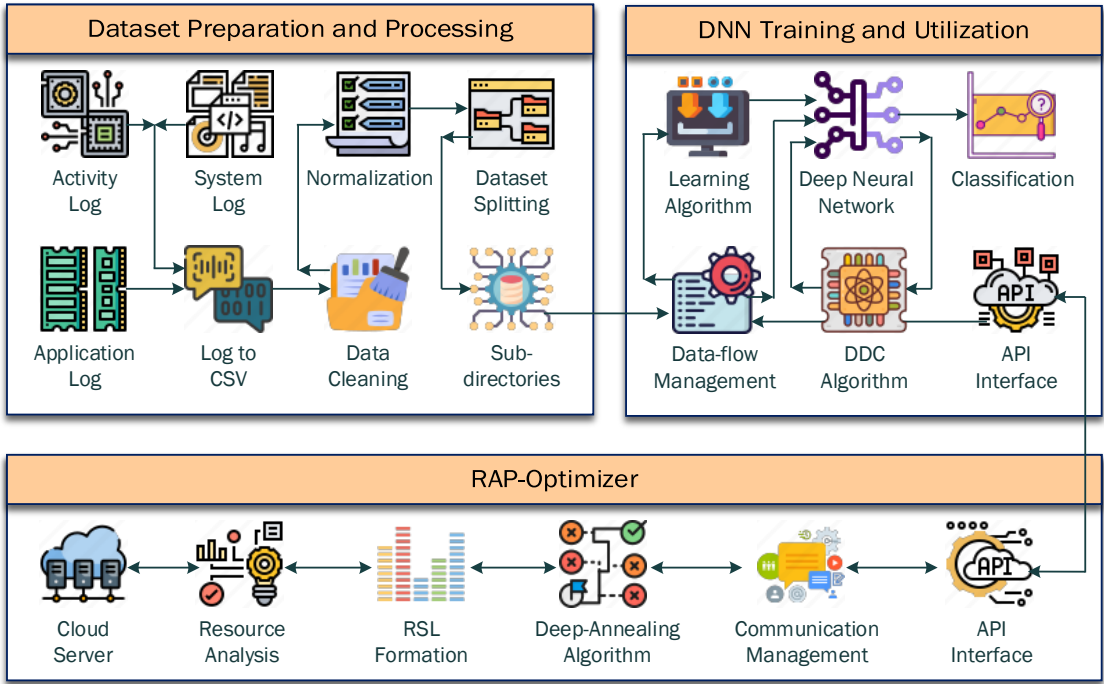 Dataset Preparation and Processing
Activity
Log
System
Log
</>
Normalization
Dataset
Splitting
Application
Log
Log to
CSV
Data
Cleaning
Sub-
directories
DNN Training and Utilization
Learning
Algorithm
Deep Neural
Network
?
Classification
Data-flow
Management
DDC
Algorithm
API
API
Interface
RAP-Optimizer
Cloud
Server
Resource
Analysis
RSL
Formation
Deep-Annealing
Algorithm
Communication
Management
API
API
Interface